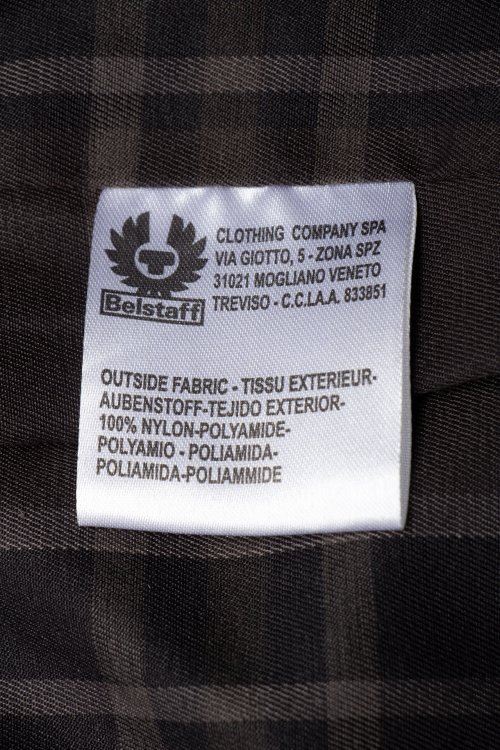 Belstaff
CLOTHING COMPANY SPA
VIA GIOTTO, 5 - ZONA SPZ
31021 MOGLIANO VENETO
TREVISO - C.C.I.A.A. 833851
OUTSIDE FABRIC - TISSU EXTERIEUR-
AUBENSTOFF-TEJIDO EXTERIOR-
100% NYLON-POLYAMIDE-
POLYAMIO - POLIAMIDA-
POLIAMIDA-POLIAMMIDE